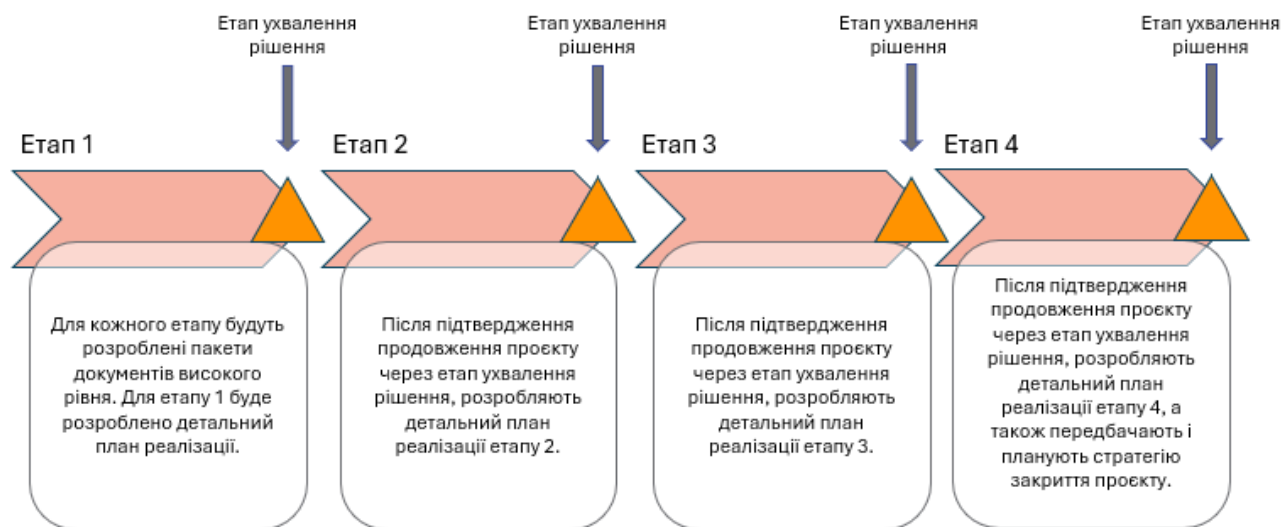 Етап ухвалення
рішення
Етап ухвалення
рішення
Етап ухвалення
рішення
Етап ухвалення
рішення
Етап 1
Етап 2
Етап 3
Етап 4
Для кожного етапу будуть
розроблені пакети
документів високого
рівня. Для етапу 1 буде
розроблено детальний
план реалізації.
Після підтвердження
продовження проєкту
через етап ухвалення
рішення, розробляють
детальний план
реалізації етапу 2.
Після підтвердження
продовження проєкту
через етап ухвалення
рішення, розробляють
детальний план
реалізації етапу 3.
Після підтвердження
продовження проєкту
через етап ухвалення
рішення, розробляють
детальний план
реалізації етапу 4, а
також передбачають і
планують стратегію
закриття проєкту.